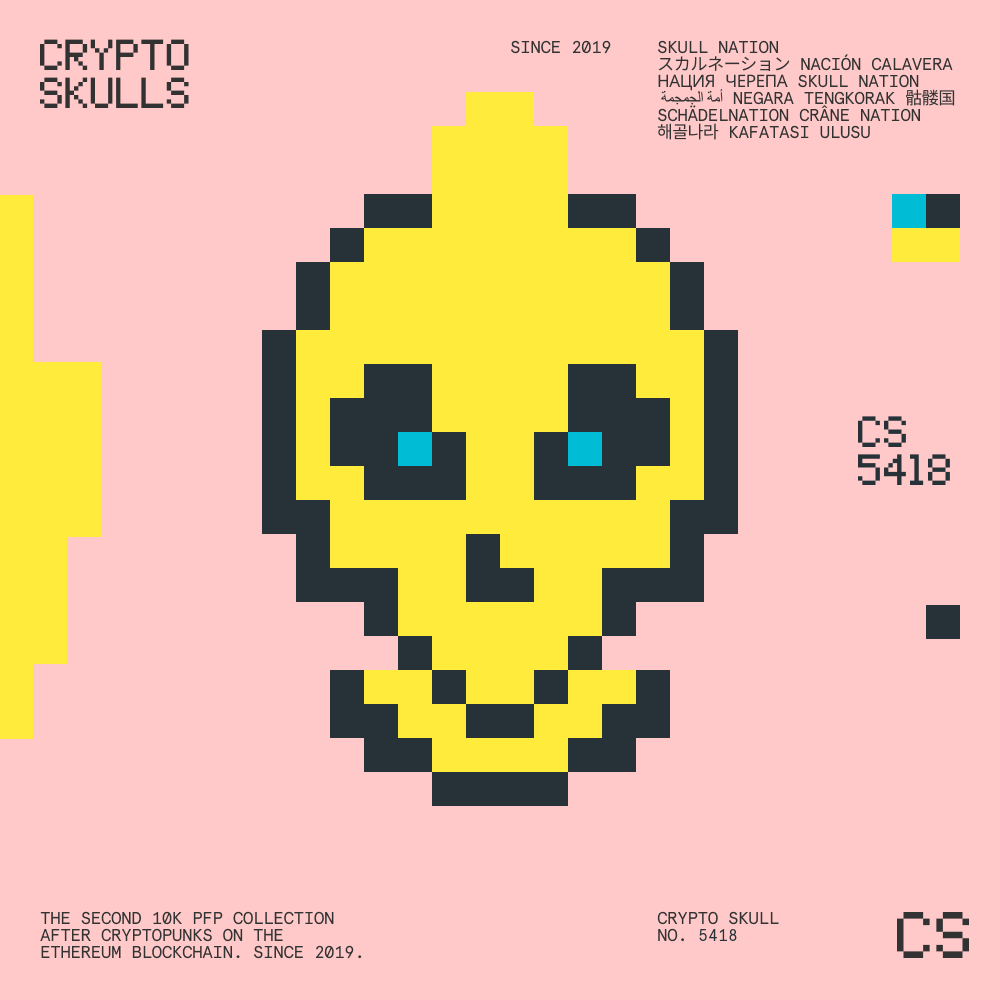 CRYPTO
SKULLS
SINCE 2019
SKULL NATION
スカルネーション NACIÓN CALAVERA
НАЦИЯ ЧЕРЕПА SKULL NATION
أمة الجمجمة NEGARA TENGKORAK 骷髅国
SCHÄDELNATION CRÂNE NATION
해골나라 KAFATASI ULUSU
CS
5418
THE SECOND 10K PFP COLLECTION
AFTER CRYPTOPUNKS ON THE
ETHEREUM BLOCKCHAIN. SINCE 2019.
CRYPTO SKULL
NO. 5418
CS